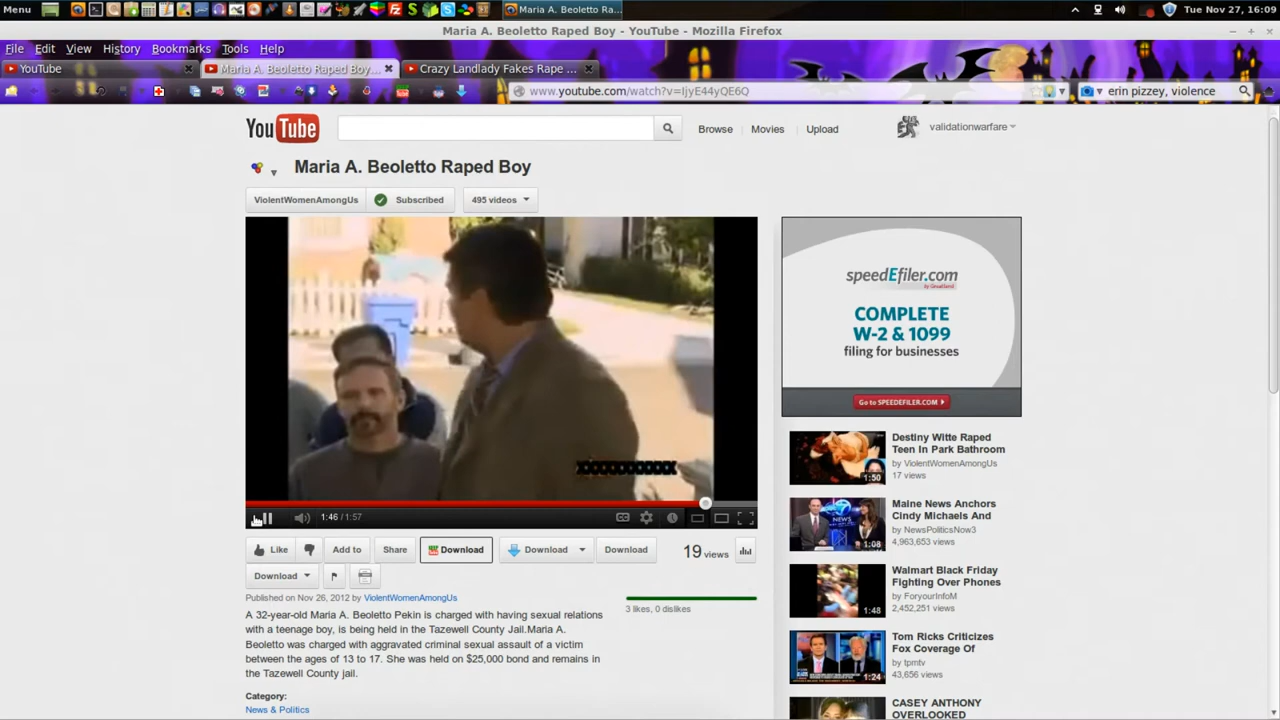 Menu
Maria A. Beoletto Ra...
Tue Nov 27, 16:09
Maria A. Beoletto Raped Boy - YouTube - Mozilla Firefox
File Edit View History Bookmarks Tools Help
YouTube
Maria A. Beoletto Raped Boy...
Crazy Landlady Fakes Rape ...
www.youtube.com/watch?v=IjyE44yQE6Q
erin pizzey, violence
YouTube
Browse
Movies
Upload
validationwarfare
Maria A. Beoletto Raped Boy
ViolentWomenAmongUs
Subscribed
495 videos
1:46 / 1:57
CC
Like
Add to
Share
Download
Download
Download
19 views
Download
Published on Nov 26, 2012 by ViolentWomenAmongUs
3 likes, 0 dislikes
A 32-year-old Maria A. Beoletto Pekin is charged with having sexual relations
with a teenage boy, is being held in the Tazewell County Jail.Maria A.
Beoletto was charged with aggravated criminal sexual assault of a victim
between the ages of 13 to 17. She was held on $25,000 bond and remains in
the Tazewell County jail.
Category:
News & Politics
speedEfiler.com
by Greatland
COMPLETE
W-2 & 1099
filing for businesses
Go to SPEEDEFILER.COM
Destiny Witte Raped
Teen In Park Bathroom
by ViolentWomenAmongUs
17 views
1:50
Maine News Anchors
Cindy Michaels And
by NewsPoliticsNow3
4,963,653 views
1:08
Walmart Black Friday
Fighting Over Phones
by ForyourinfoM
2,452,251 views
1:48
Tom Ricks Criticizes
Fox Coverage Of
by tpmtv
43,656 views
1:24
CASEY ANTHONY
OVERLOOKED